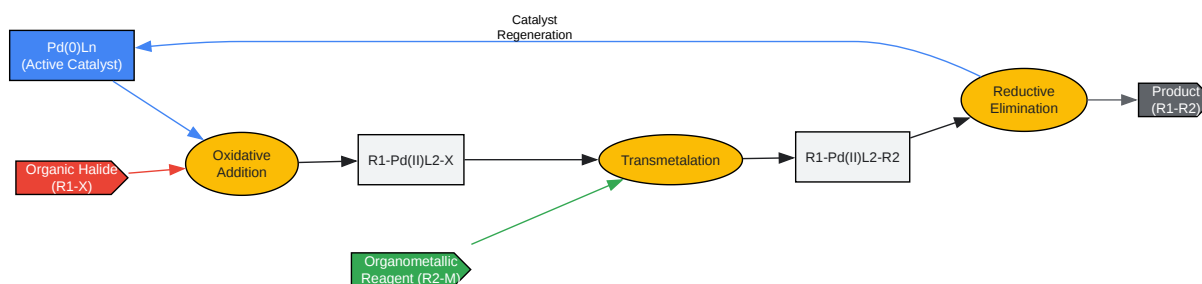 Catalyst
Regeneration
Pd(0)Ln
(Active Catalyst)
Reductive
Elimination
Product
(R1-R2)
Organic Halide
(R1-X)
Oxidative
Addition
R1-Pd(II)L2-X
Transmetalation
R1-Pd(II)L2-R2
Organometallic
Reagent (R2-M)